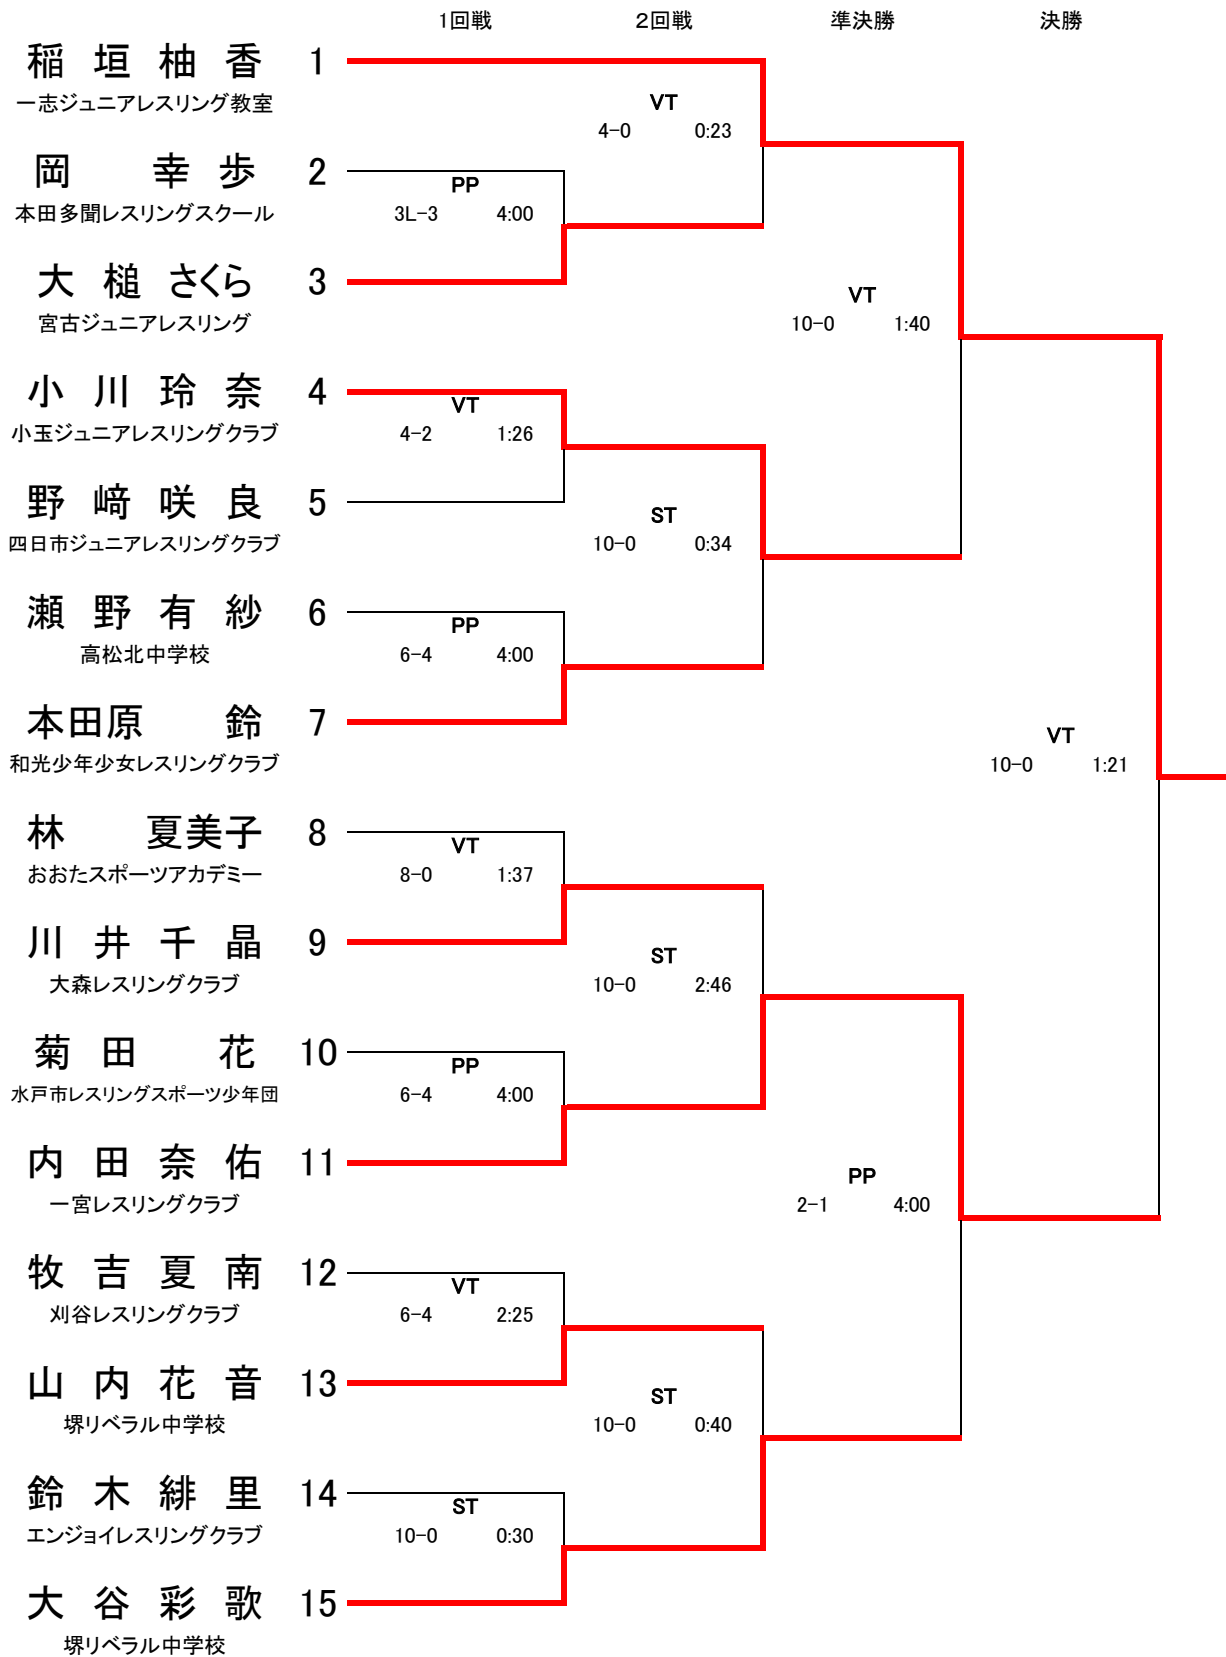 1回戦 2回戦 準決勝 決勝
稲 垣 柚 香 1
一志ジュニアレスリング教室
VT
4-0 0:23
岡 幸 歩 2
本田多聞レスリングスクール
PP
3L-3 4:00
大 槌 さくら 3
宮古ジュニアレスリング
VT
10-0 1:40
小 川 玲 奈 4
小玉ジュニアレスリングクラブ
VT
4-2 1:26
野 﨑 咲 良 5
四日市ジュニアレスリングクラブ
ST
10-0 0:34
瀬 野 有 紗 6
高松北中学校
PP
6-4 4:00
本田原 鈴 7
和光少年少女レスリングクラブ
VT
10-0 1:21
林 夏美子 8
おおたスポーツアカデミー
VT
8-0 1:37
川 井 千 晶 9
大森レスリングクラブ
ST
10-0 2:46
菊 田 花 10
水戸市レスリングスポーツ少年団
PP
6-4 4:00
内 田 奈 佑 11
一宮レスリングクラブ
PP
2-1 4:00
牧 吉 夏 南 12
刈谷レスリングクラブ
VT
6-4 2:25
山 内 花 音 13
堺リベラル中学校
ST
10-0 0:40
鈴 木 緋 里 14
エンジョイレスリングクラブ
ST
10-0 0:30
大 谷 彩 歌 15
堺リベラル中学校